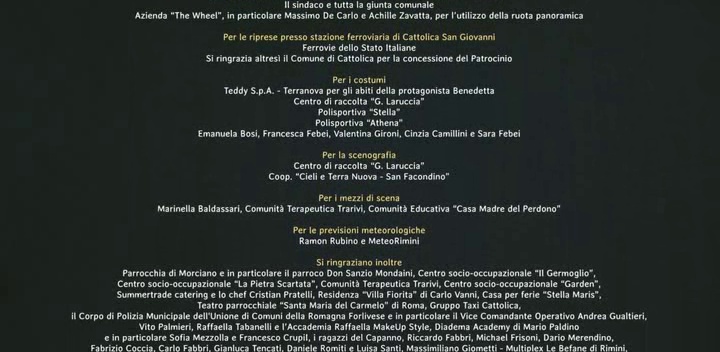 Il sindaco e tutta la giunta comunale
Azienda “The Wheel”, in particolare Massimo De Carlo e Achille Zavatta, per l’utilizzo della ruota panoramica
Per le riprese presso stazione ferroviaria di Cattolica San Giovanni
Ferrovie dello Stato Italiane
Si ringrazia altresì il Comune di Cattolica per la concessione del Patrocinio
Per i costumi
Teddy S.p.A. - Terranova per gli abiti della protagonista Benedetta
Centro di raccolta “G. Laruccia”
Polisportiva “Stella”
Polisportiva “Athena”
Emanuela Bosi, Francesca Febei, Valentina Gironi, Cinzia Camillini e Sara Febei
Per la scenografia
Centro di raccolta “G. Laruccia”
Coop. “Cieli e Terra Nuova - San Facondino”
Per i mezzi di scena
Marinella Baldassari, Comunità Terapeutica Trarivi, Comunità Educativa “Casa Madre del Perdono”
Per le previsioni meteorologiche
Ramon Rubino e MeteoRimini
Si ringraziano inoltre
Parrocchia di Morciano e in particolare il parroco Don Sanzio Mondaini, Centro socio-occupazionale “Il Germoglio”,
Centro socio-occupazionale “La Pietra Scartata”, Comunità Terapeutica Trarivi, Centro socio-occupazionale “Garden”,
Summertrade catering e lo chef Cristian Pratelli, Residenza “Villa Fiorita” di Carlo Vanni, Casa per ferie “Stella Maris”,
Teatro parrocchiale “Santa Maria del Carmelo” di Roma, Gruppo Taxi Cattolica,
il Corpo di Polizia Municipale dell’Unione di Comuni della Romagna Forlivese e in particolare il Vice Comandante Operativo Andrea Gualtieri,
Vito Palmieri, Raffaella Tabanelli e l’Accademia Raffaella MakeUp Style, Diadema Academy di Mario Paldino
e in particolare Sofia Mezzolla e Francesco Crupil, i ragazzi del Capanno, Riccardo Fabbri, Michael Frisoni, Dario Merendino,
Fabrizio Coccia, Carlo Fabbri, Gianluca Tencati, Daniele Romiti e Luisa Santi, Massimiliano Giometti - Multiplex Le Befane di Rimini,